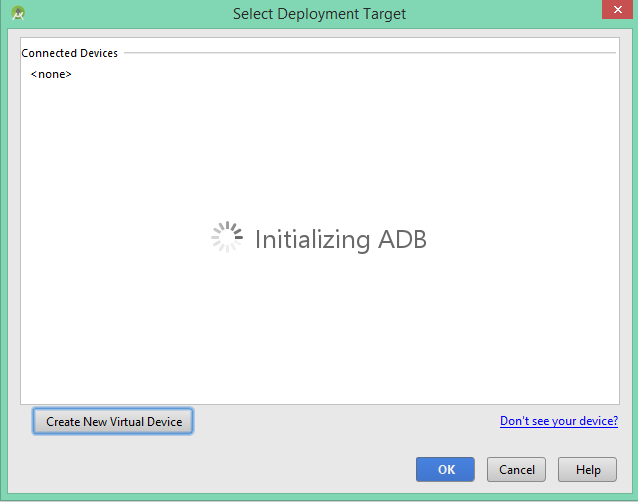 Select Deployment Target
Connected Devices
<none>
Initializing ADB
Create New Virtual Device
Don't see your device?
OK
Cancel
Help